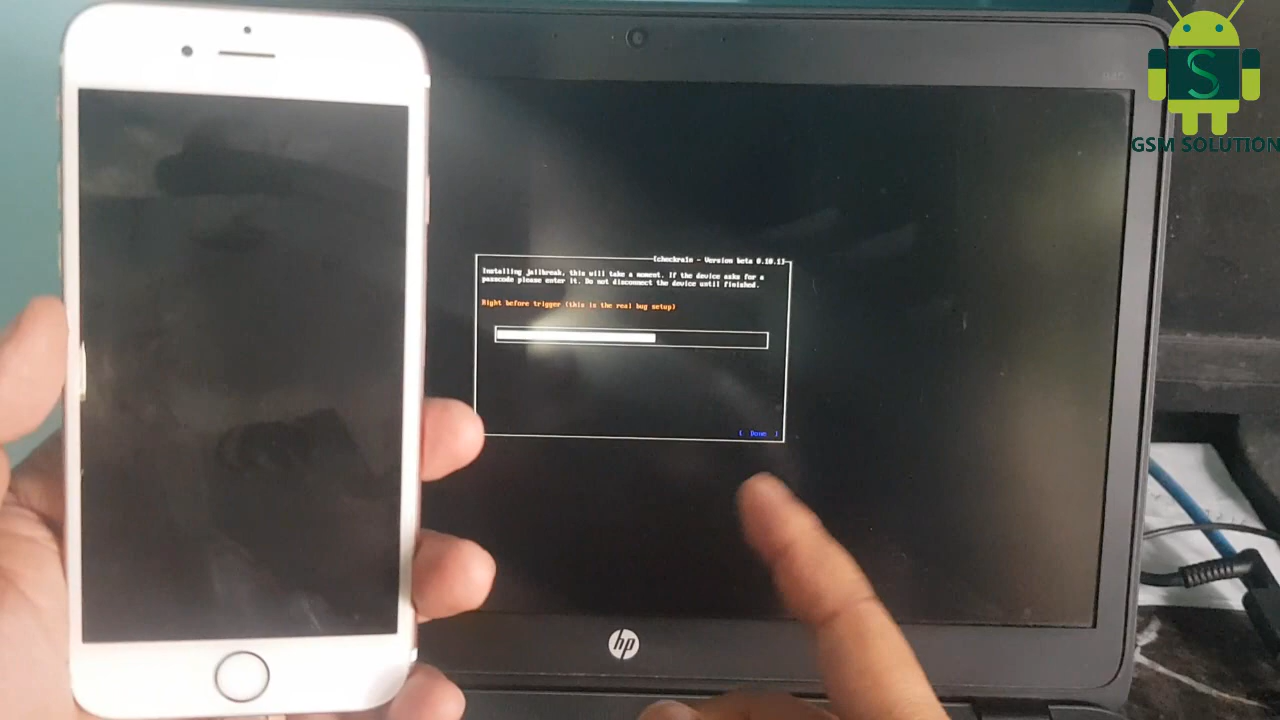 S
GSM SOLUTION
[checkra1n - Version beta 0.10.1]
Installing jailbreak, this will take a moment. If the device asks for a
passcode please enter it. Do not disconnect the device until finished.
Right before trigger (this is the real bug setup)
[ Done ]
hp